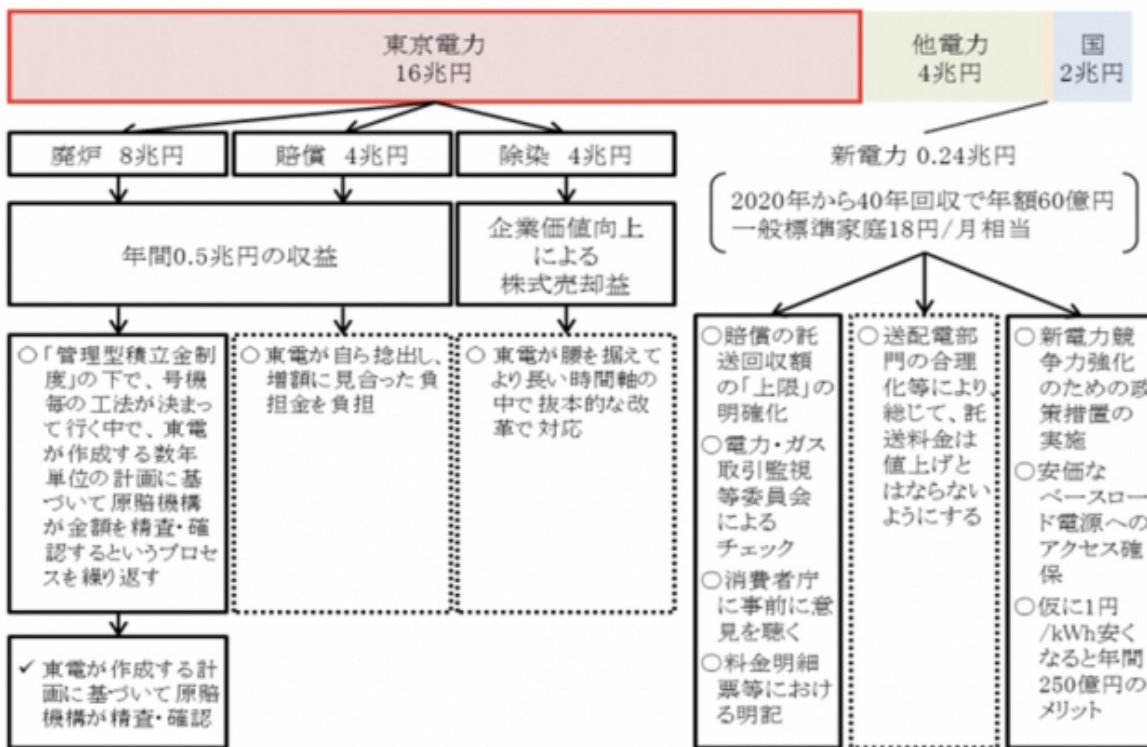 東京電力
16兆円
他電力
4兆円
国
2兆円
廃炉 8兆円
賠償 4兆円
除染 4兆円
新電力 0.24兆円
2020年から40年回収で年額60億円
一般標準家庭18円/月相当
年間0.5兆円の収益
企業価値向上
による
株式売却益
○「管理型積立金制
度」の下で、号機
毎の工法が決まっ
て行く中で、東電
が作成する数年
単位の計画に基
づいて原賠機構
が金額を精査・確
認するというプロセ
スを繰り返す
○東電が自ら捻出し、
増額に見合った負
担金を負担
○東電が腰を据えて
より長い時間軸の
中で抜本的な改
革で対応
○賠償の託
送回収額
の「上限」の
明確化
○電力・ガス
取引監視
等委員会
による
チェック
○消費者庁
に事前に意
見を聴く
○料金明細
票等におけ
る明記
○送配電部
門の合理
化等により、
総じて、託
送料金は
値上げと
はならない
ようにする
○新電力競
争力強化
のための政
策措置の
実施
○安価な
ベースロー
ド電源への
アクセス確
保
○仮に1円
/kWh安く
なると年間
250億円の
メリット
✓ 東電が作成する計
画に基づいて原賠
機構が精査・確認